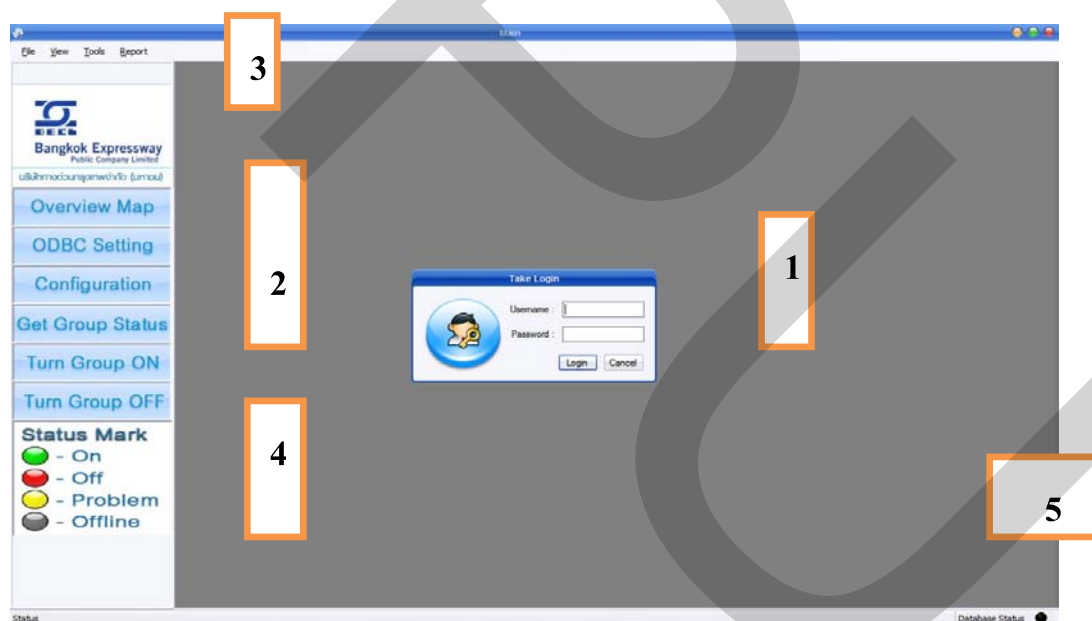 Main
File View Tools Report
3
BECL
Bangkok Expressway
Public Company Limited
Overview Map
ODBC Setting
Configuration
Get Group Status
Turn Group ON
Turn Group OFF
Status Mark
- On
- Off
- Problem
- Offline
2
4
Take Login
Username :
Password :
Login Cancel
1
5
Status
Database Status